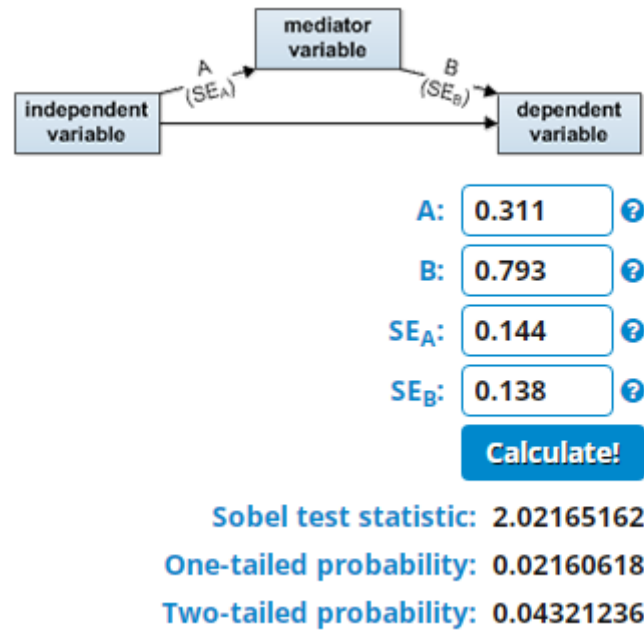 mediator
variable
A
(SEA)
B
(SEB)
independent
variable
dependent
variable
A: 0.311 ?
B: 0.793 ?
SEA: 0.144 ?
SEB: 0.138 ?
Calculate!
Sobel test statistic: 2.02165162
One-tailed probability: 0.02160618
Two-tailed probability: 0.04321236